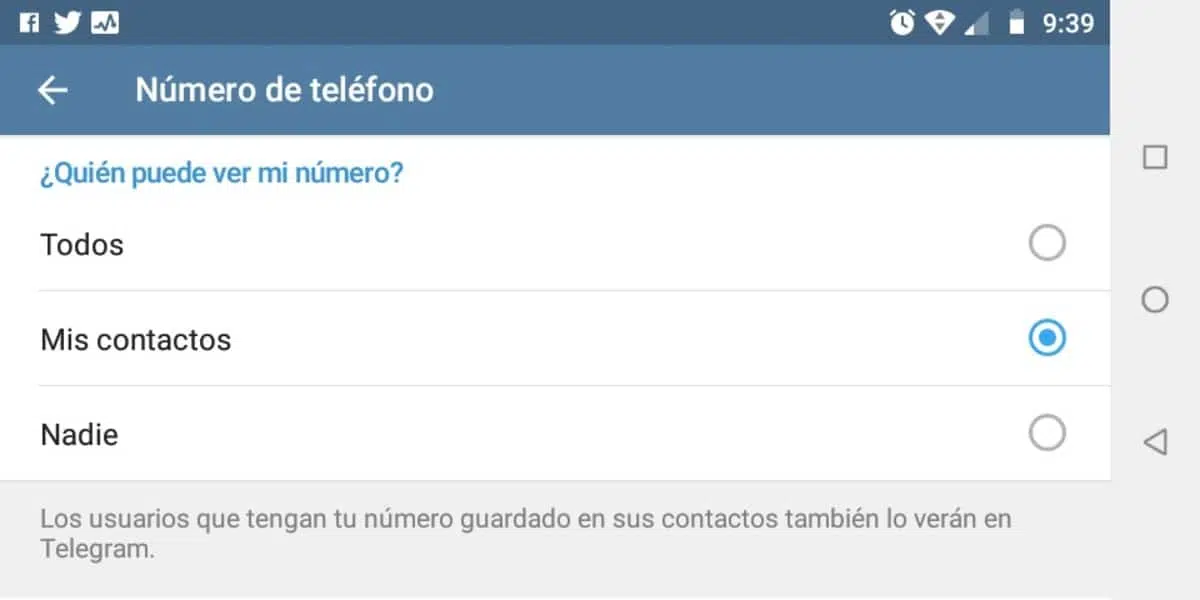 9:39
Número de teléfono
¿Quién puede ver mi número?
Todos
Mis contactos
Nadie
Los usuarios que tengan tu número guardado en sus contactos también lo verán en
Telegram.